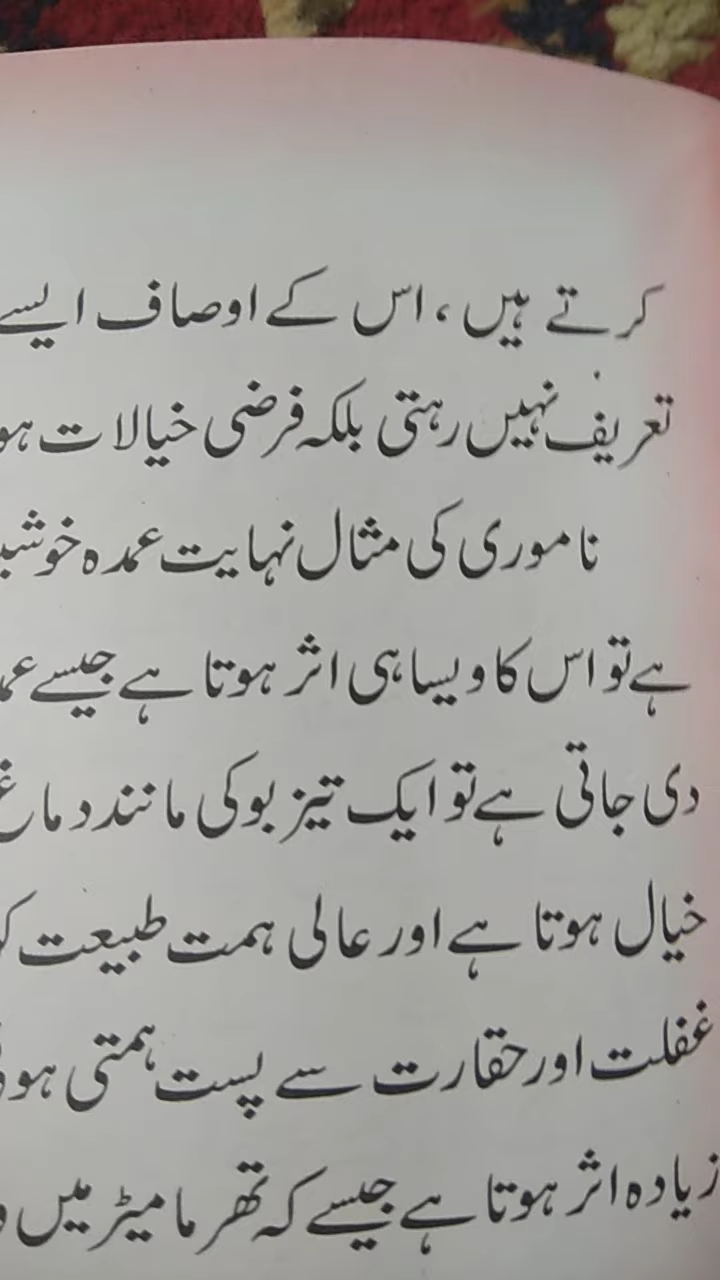 کرتے ہیں، اس کے اوصاف ایسے
تعریف نہیں رہتی بلکہ فرضی خیالات
ناموری کی مثال نہایت عمدہ
ہے تو اس کا ویسا ہی اثر ہوتا ہے جیسے
دی جاتی ہے تو ایک تیز بو کی مانند دماغ
خیال ہوتا ہے اور عالی ہمت طبیعت
غفلت اور حقارت سے پست ہمتی
زیادہ اثر ہوتا ہے جیسے کہ تھرمامیٹر میں